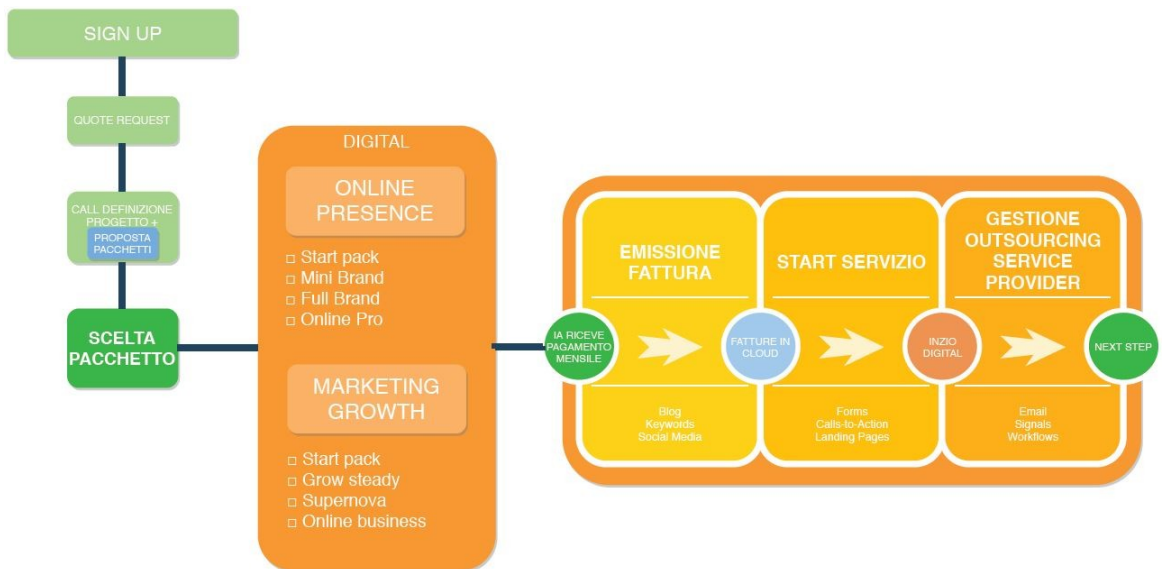 SIGN UP
QUOTE REQUEST
CALL DEFINIZIONE
PROGETTO +
PROPOSTA
PACCHETTI
SCELTA
PACCHETTO
DIGITAL
ONLINE
PRESENCE
□ Start pack
□ Mini Brand
□ Full Brand
□ Online Pro
MARKETING
GROWTH
□ Start pack
□ Grow steady
□ Supernova
□ Online business
IA RICEVE
PAGAMENTO
MENSILE
EMISSIONE
FATTURA
Blog
Keywords
Social Media
FATTURE IN
CLOUD
START SERVIZIO
Forms
Calls-to-Action
Landing Pages
INZIO
DIGITAL
GESTIONE
OUTSOURCING
SERVICE
PROVIDER
Email
Signals
Workflows
NEXT STEP